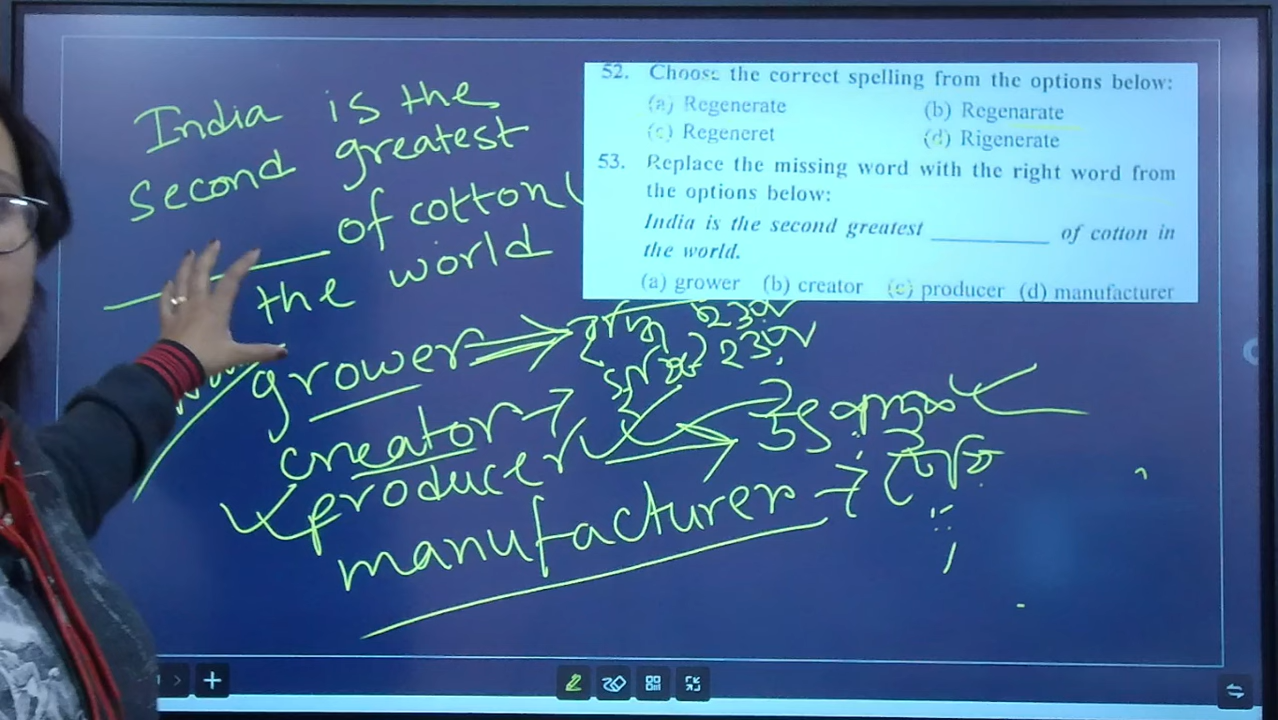 India is the
second greatest
of cotton
the world
grower
creator →
producer →
manufacturer → তৈরি
52. Choose the correct spelling from the options below:
(a) Regenerate (b) Regenarate
(c) Regeneret (d) Rigenerate
53. Replace the missing word with the right word from
the options below:
India is the second greatest __________ of cotton in
the world.
(a) grower (b) creator (c) producer (d) manufacturer